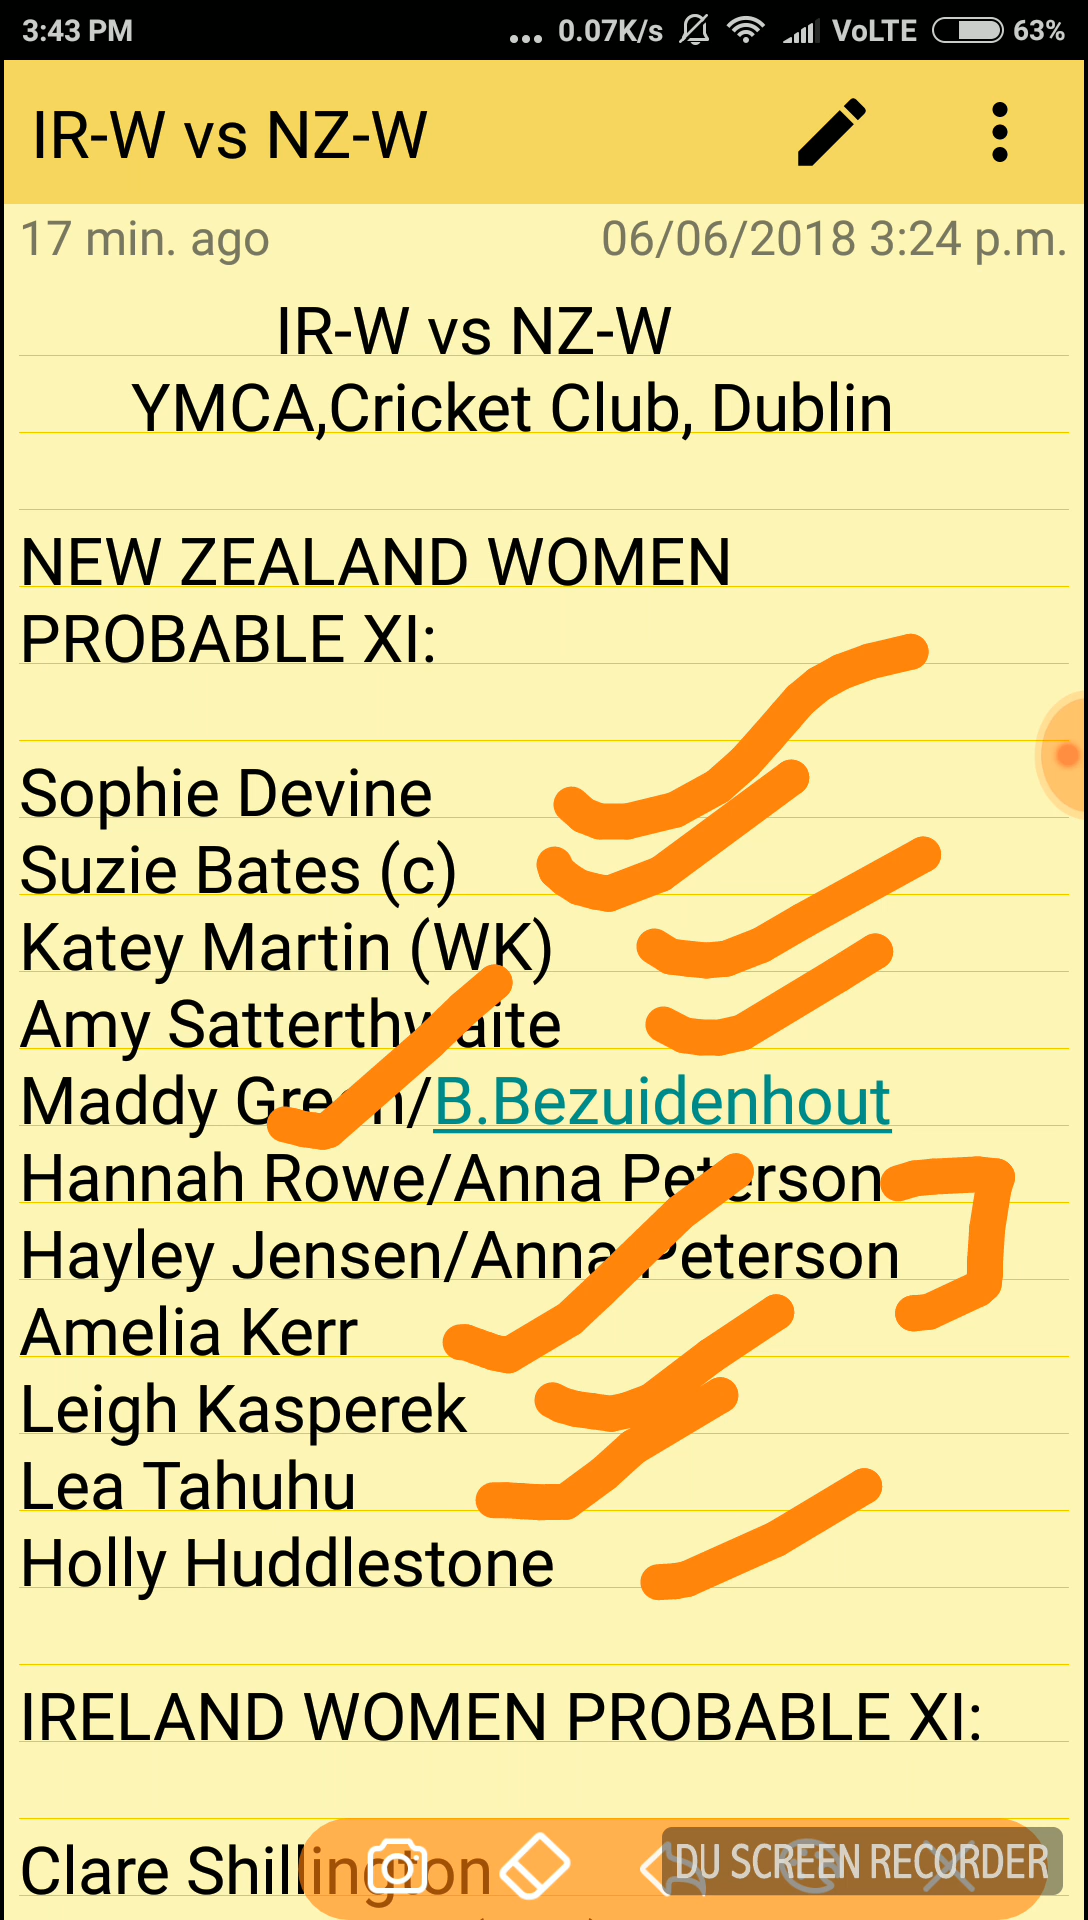 3:43 PM ... 0.07K/s VoLTE 63%
IR-W vs NZ-W
17 min. ago 06/06/2018 3:24 p.m.
IR-W vs NZ-W
YMCA,Cricket Club, Dublin
NEW ZEALAND WOMEN
PROBABLE XI:
Sophie Devine
Suzie Bates (c)
Katey Martin (WK)
Amy Satterthwaite
Maddy Green/B.Bezuidenhout
Hannah Rowe/Anna Peterson
Hayley Jensen/Anna Peterson
Amelia Kerr
Leigh Kasperek
Lea Tahuhu
Holly Huddlestone
IRELAND WOMEN PROBABLE XI:
Clare Shillington
DU SCREEN RECORDER